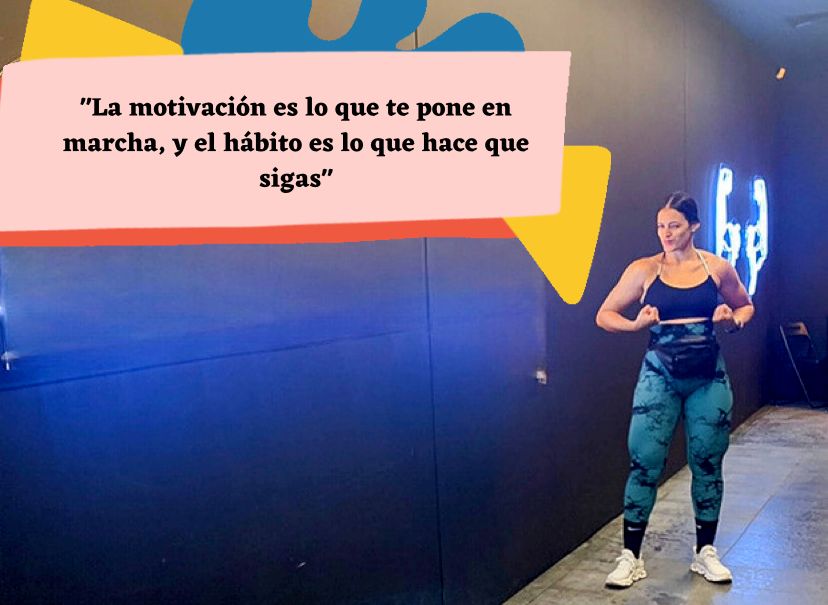 "La motivación es lo que te pone en
marcha, y el hábito es lo que hace que
sigas"